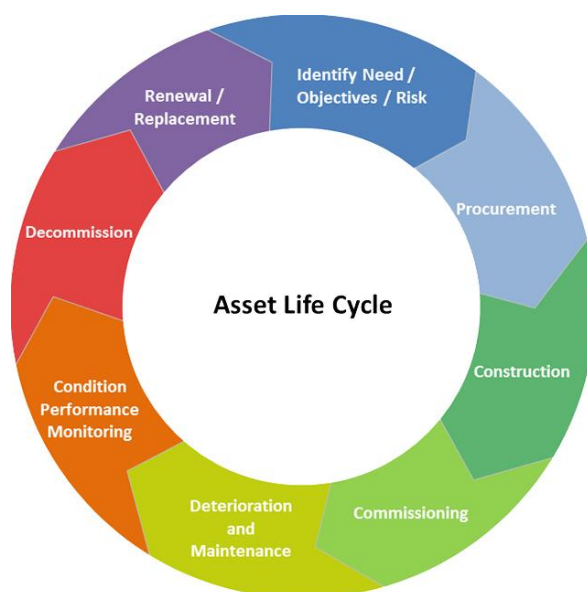 Identify Need /
Objectives / Risk
Procurement
Construction
Commissioning
Deterioration
and
Maintenance
Condition
Performance
Monitoring
Decommission
Renewal /
Replacement
Asset Life Cycle